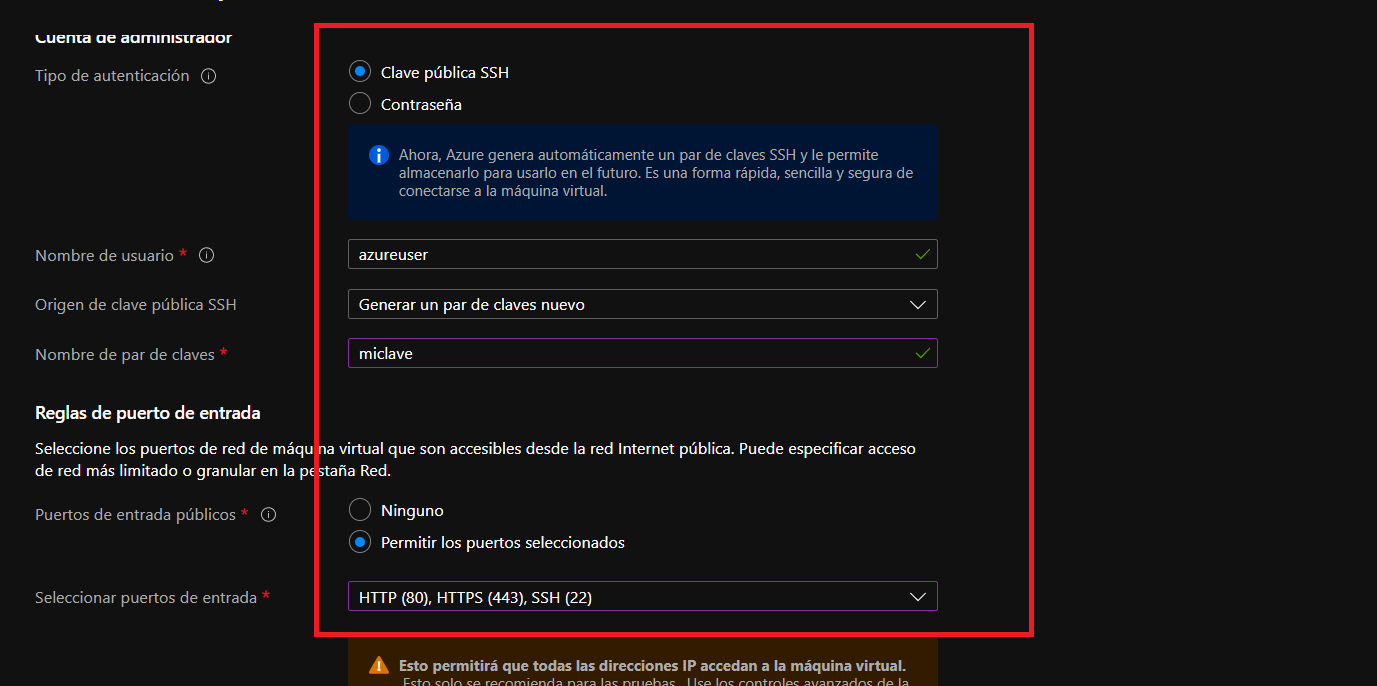 Cuenta de administrador
Tipo de autenticación
Clave pública SSH
Contraseña
Ahora, Azure genera automáticamente un par de claves SSH y le permite
almacenarlo para usarlo en el futuro. Es una forma rápida, sencilla y segura de
conectarse a la máquina virtual.
Nombre de usuario *
azureuser
Origen de clave pública SSH
Generar un par de claves nuevo
Nombre de par de claves *
miclave
Reglas de puerto de entrada
Seleccione los puertos de red de máquina virtual que son accesibles desde la red Internet pública. Puede especificar acceso
de red más limitado o granular en la pestaña Red.
Puertos de entrada públicos *
Ninguno
Permitir los puertos seleccionados
Seleccionar puertos de entrada *
HTTP (80), HTTPS (443), SSH (22)
Esto permitirá que todas las direcciones IP accedan a la máquina virtual.
Esto solo se recomienda para las pruebas. Use los controles avanzados de la